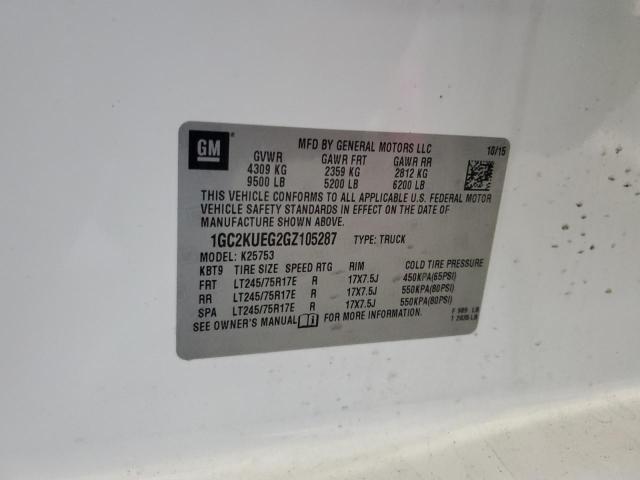 GM
MFD BY GENERAL MOTORS LLC
10/15
GVWR GAWR FRT GAWR RR
4309 KG 2359 KG 2812 KG
9500 LB 5200 LB 6200 LB
THIS VEHICLE CONFORMS TO ALL APPLICABLE U.S. FEDERAL MOTOR
VEHICLE SAFETY STANDARDS IN EFFECT ON THE DATE OF
MANUFACTURE SHOWN ABOVE.
1GC2KUEG2GZ105287 TYPE: TRUCK
MODEL: K25753
KBT9 TIRE SIZE SPEED RTG RIM COLD TIRE PRESSURE
FRT LT245/75R17E R 17X7.5J 450KPA(65PSI)
RR LT245/75R17E R 17X7.5J 550KPA(80PSI)
SPA LT245/75R17E R 17X7.5J 550KPA(80PSI)
SEE OWNER'S MANUAL FOR MORE INFORMATION.
F 989 LB
T 2835 LB